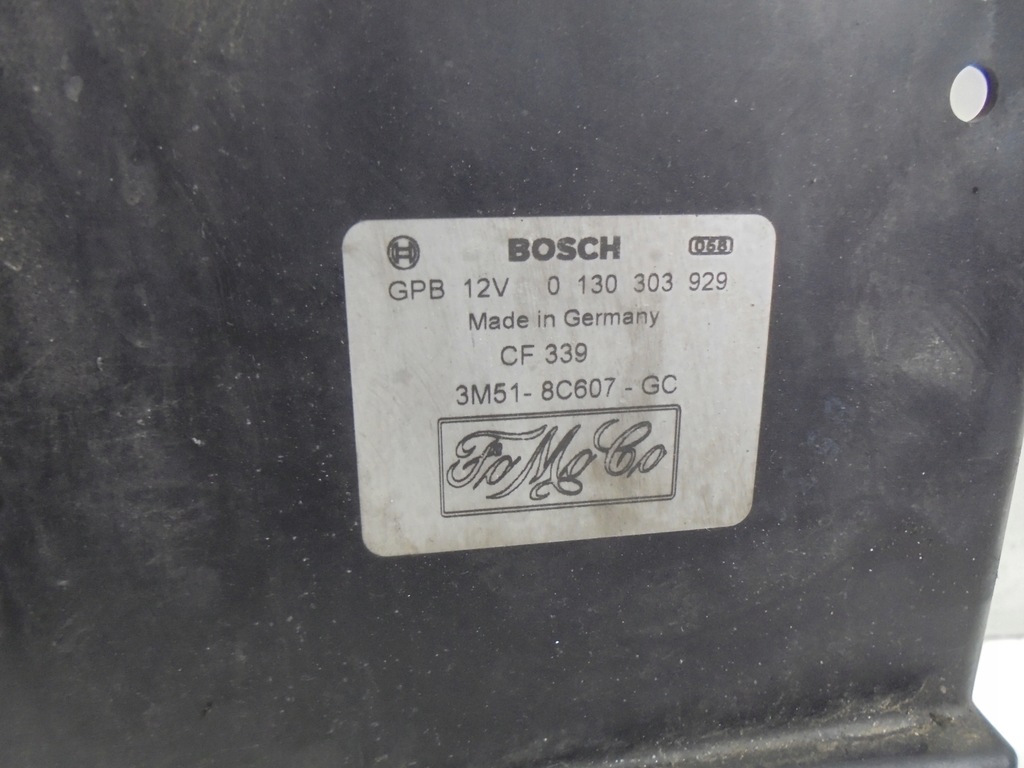 BOSCH 058
GPB 12V 0 130 303 929
Made in Germany
CF 339
3M51- 8C607 - GC
FoMoCo